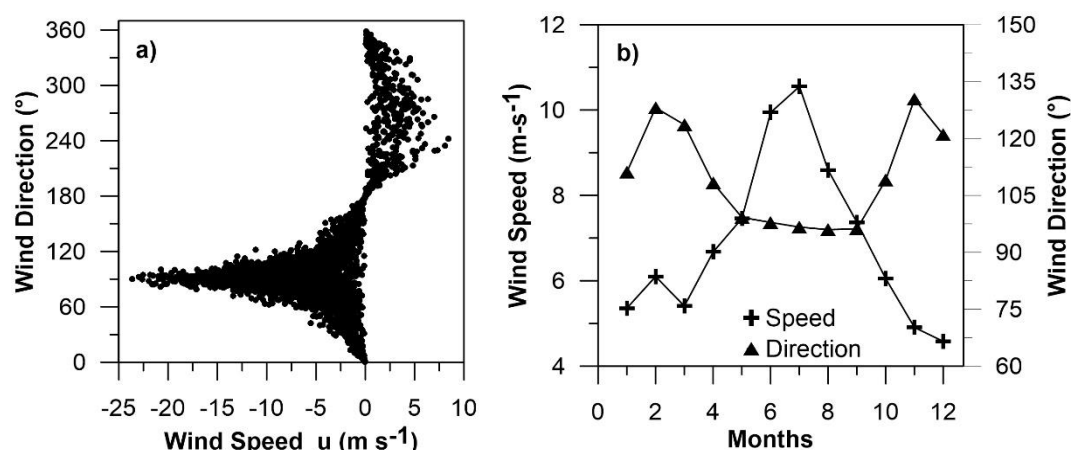 a)
Wind Direction (°)
360
300
240
180
120
60
0
-25 -20 -15 -10 -5 0 5 10
Wind Speed u (m s-1)
b)
Wind Speed (m-s-1)
12
10
8
6
4
0 2 4 6 8 10 12
Months
Speed
Direction
150
135
120
105
90
75
60
Wind Direction (°)